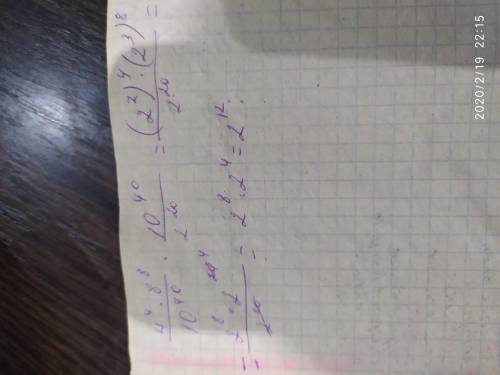 4⁴·8⁸/10⁴⁰ · 10⁴⁰/2²⁰ = (2²)⁴·(2³)⁸/2²⁰ =
= 2⁸·2⁴/2²⁰ = 2⁸·2⁴ = 2¹².
2020/2/19 22:15